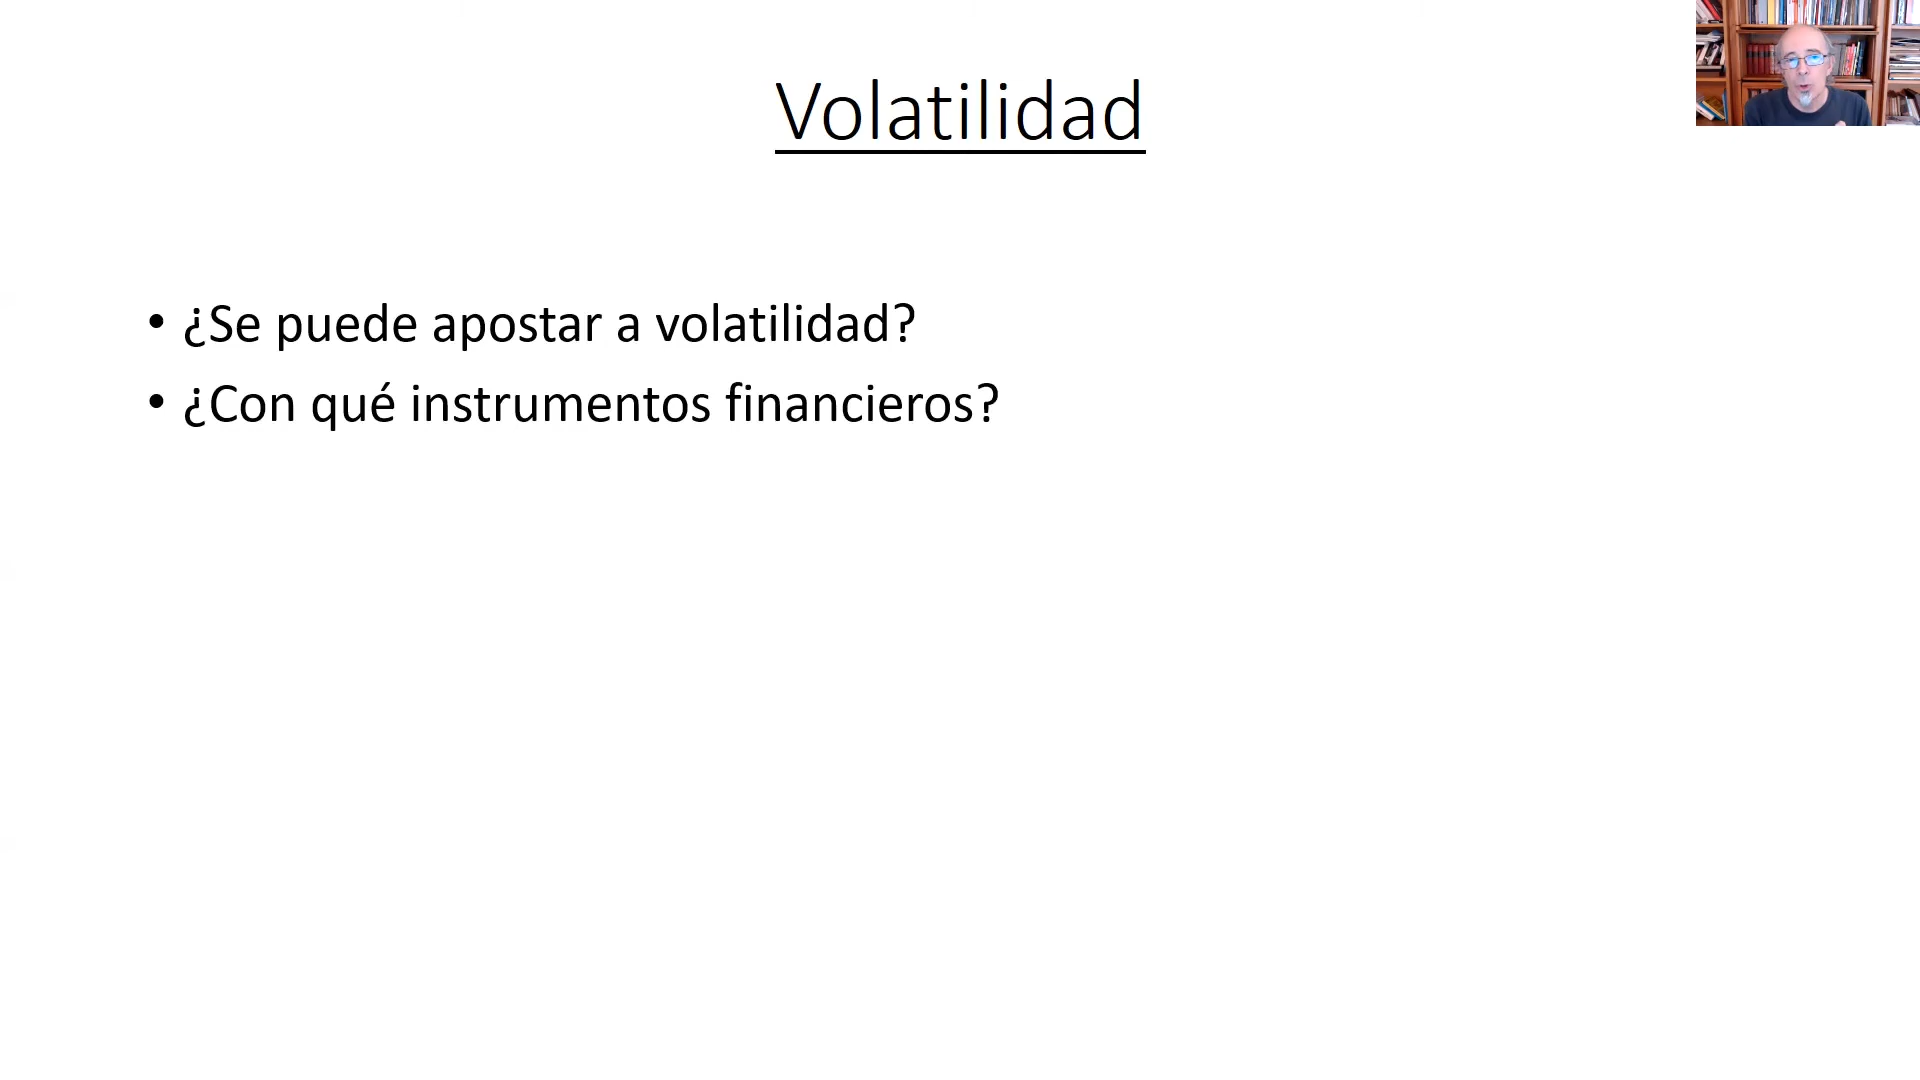 Volatilidad
• ¿Se puede apostar a volatilidad?
• ¿Con qué instrumentos financieros?